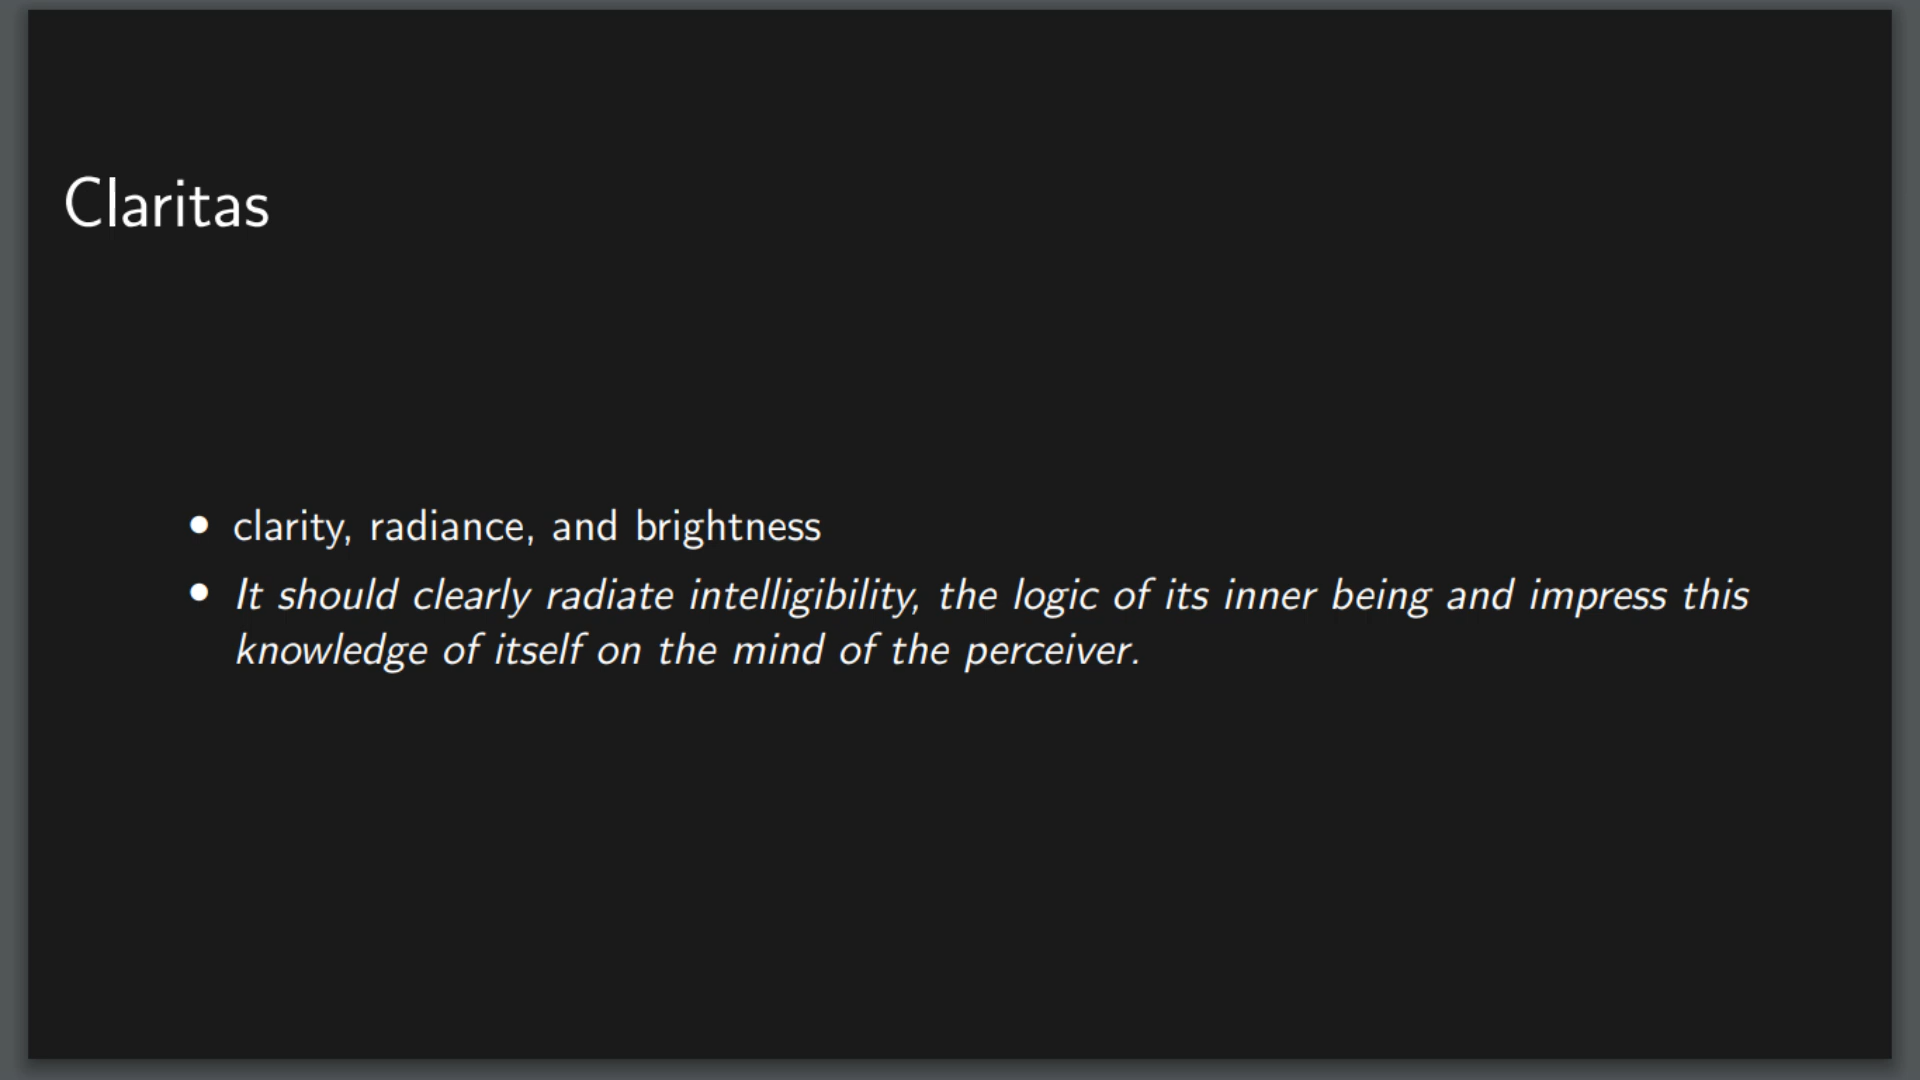 Claritas
• clarity, radiance, and brightness
• It should clearly radiate intelligibility, the logic of its inner being and impress this
knowledge of itself on the mind of the perceiver.